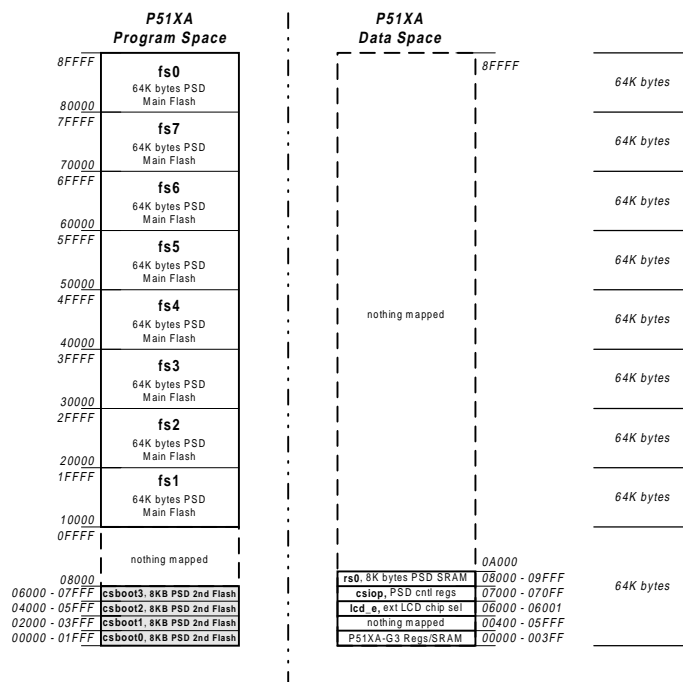 P51XA
Program Space
P51XA
Data Space
8FFFF
fs0
64K bytes PSD
Main Flash
80000
8FFFF
64K bytes
7FFFF
fs7
64K bytes PSD
Main Flash
70000
64K bytes
6FFFF
fs6
64K bytes PSD
Main Flash
60000
64K bytes
5FFFF
fs5
64K bytes PSD
Main Flash
50000
64K bytes
4FFFF
fs4
64K bytes PSD
Main Flash
40000
nothing mapped
64K bytes
3FFFF
fs3
64K bytes PSD
Main Flash
30000
64K bytes
2FFFF
fs2
64K bytes PSD
Main Flash
20000
64K bytes
1FFFF
fs1
64K bytes PSD
Main Flash
10000
64K bytes
0FFFF
nothing mapped
08000
06000 - 07FFF csboot3, 8KB PSD 2nd Flash
04000 - 05FFF csboot2, 8KB PSD 2nd Flash
02000 - 03FFF csboot1, 8KB PSD 2nd Flash
00000 - 01FFF csboot0, 8KB PSD 2nd Flash
0A000
rs0, 8K bytes PSD SRAM 08000 - 09FFF
csiop, PSD cntl regs 07000 - 070FF
lcd_e, ext LCD chip sel 06000 - 06001
nothing mapped 00400 - 05FFF
P51XA-G3 Regs/SRAM 00000 - 003FF
64K bytes